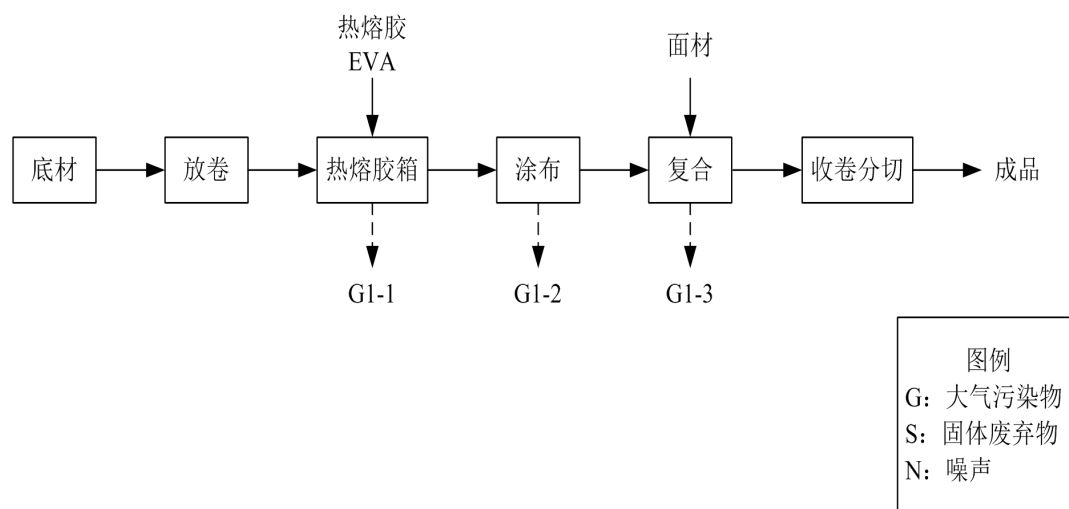 热熔胶
EVA
面材
底材
放卷
热熔胶箱
涂布
复合
收卷分切
成品
G1-1
G1-2
G1-3
图例
G：大气污染物
S：固体废弃物
N：噪声